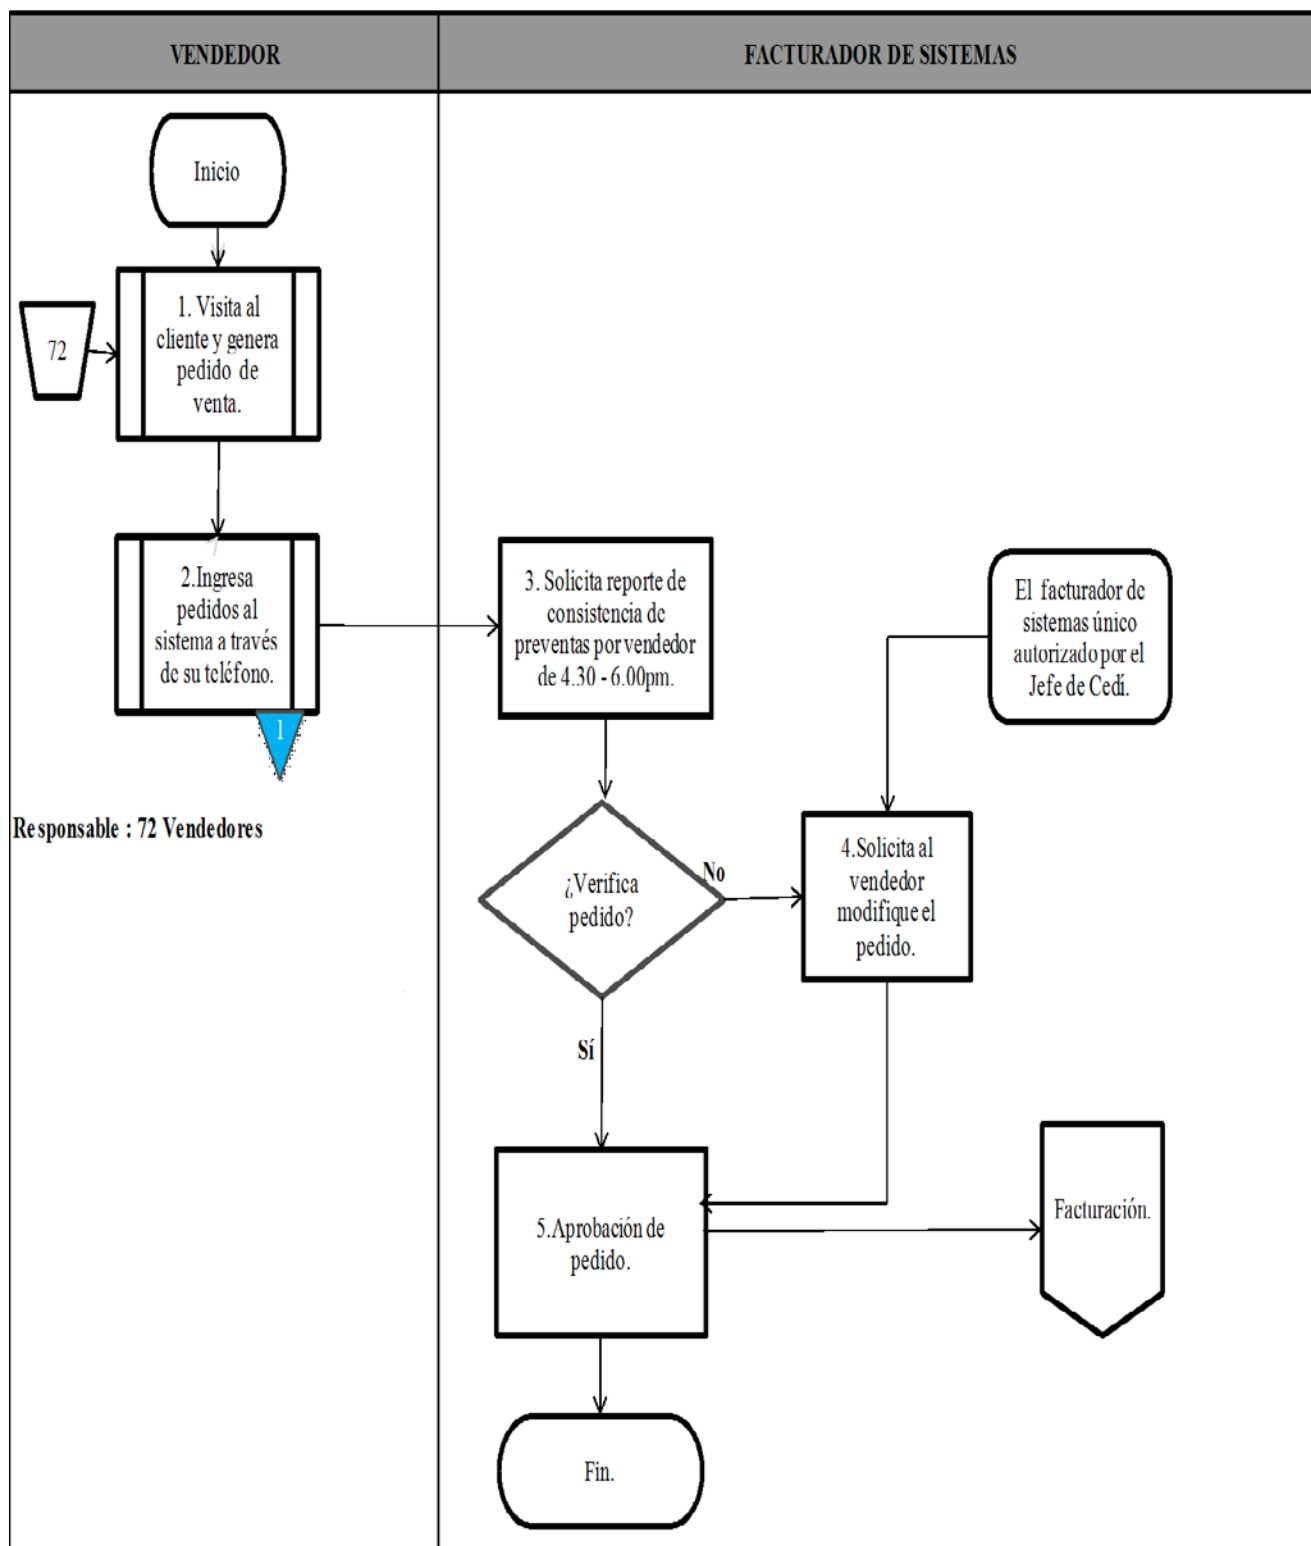 VENDEDOR
FACTURADOR DE SISTEMAS
Inicio
1. Visita al
cliente y genera
pedido de
venta.
72
2.Ingresa
pedidos al
sistema a través
de su teléfono.
1
Responsable : 72 Vendedores
3. Solicita reporte de
consistencia de
preventas por vendedor
de 4.30 - 6.00pm.
El facturador de
sistemas único
autorizado por el
Jefe de Cedí.
¿Verifica
pedido?
No
4.Solicita al
vendedor
modifique el
pedido.
Sí
5.Aprobación de
pedido.
Facturación.
Fin.